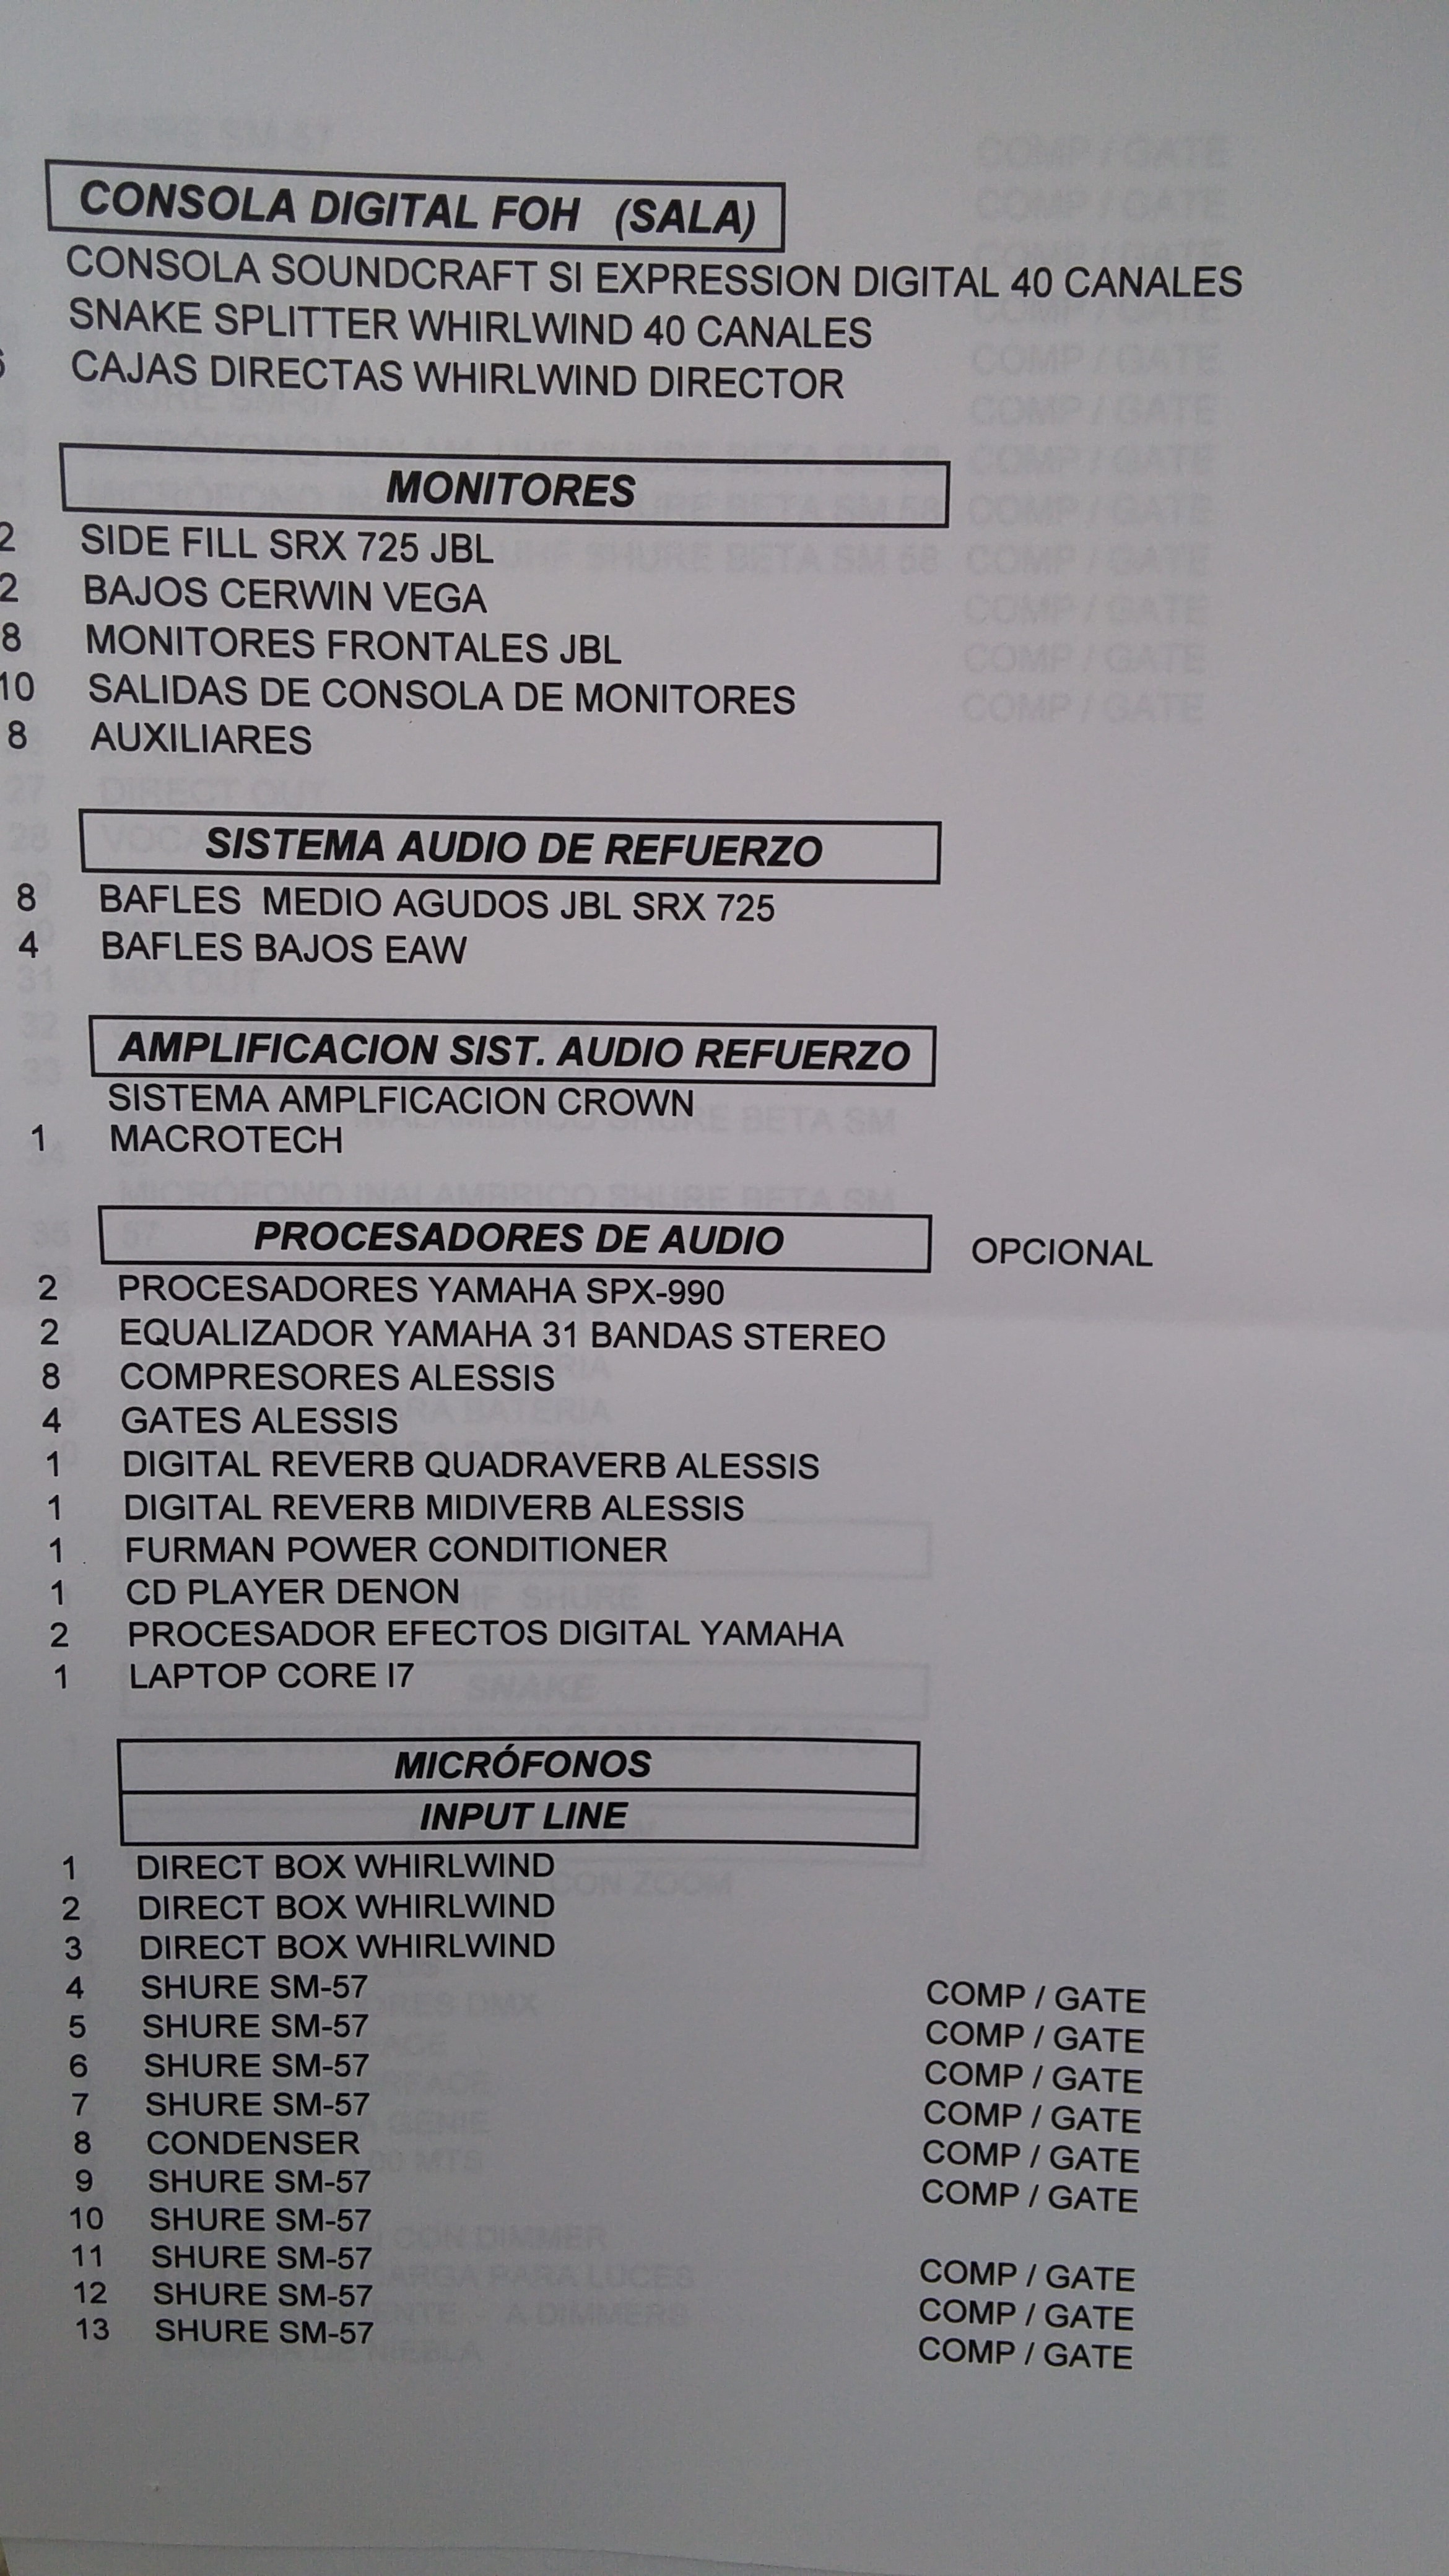 CONSOLA DIGITAL FOH (SALA)
CONSOLA SOUNDCRAFT SI EXPRESSION DIGITAL 40 CANALES
SNAKE SPLITTER WHIRLWIND 40 CANALES
CAJAS DIRECTAS WHIRLWIND DIRECTOR
MONITORES
2 SIDE FILL SRX 725 JBL
2 BAJOS CERWIN VEGA
8 MONITORES FRONTALES JBL
10 SALIDAS DE CONSOLA DE MONITORES
8 AUXILIARES
SISTEMA AUDIO DE REFUERZO
8 BAFLES MEDIO AGUDOS JBL SRX 725
4 BAFLES BAJOS EAW
AMPLIFICACION SIST. AUDIO REFUERZO
SISTEMA AMPLFICACION CROWN
1 MACROTECH
PROCESADORES DE AUDIO OPCIONAL
2 PROCESADORES YAMAHA SPX-990
2 EQUALIZADOR YAMAHA 31 BANDAS STEREO
8 COMPRESORES ALESSIS
4 GATES ALESSIS
1 DIGITAL REVERB QUADRAVERB ALESSIS
1 DIGITAL REVERB MIDIVERB ALESSIS
1 FURMAN POWER CONDITIONER
1 CD PLAYER DENON
2 PROCESADOR EFECTOS DIGITAL YAMAHA
1 LAPTOP CORE I7
MICRÓFONOS
INPUT LINE
1 DIRECT BOX WHIRLWIND
2 DIRECT BOX WHIRLWIND
3 DIRECT BOX WHIRLWIND
4 SHURE SM-57 COMP / GATE
5 SHURE SM-57 COMP / GATE
6 SHURE SM-57 COMP / GATE
7 SHURE SM-57 COMP / GATE
8 CONDENSER COMP / GATE
9 SHURE SM-57 COMP / GATE
10 SHURE SM-57
11 SHURE SM-57 COMP / GATE
12 SHURE SM-57 COMP / GATE
13 SHURE SM-57 COMP / GATE